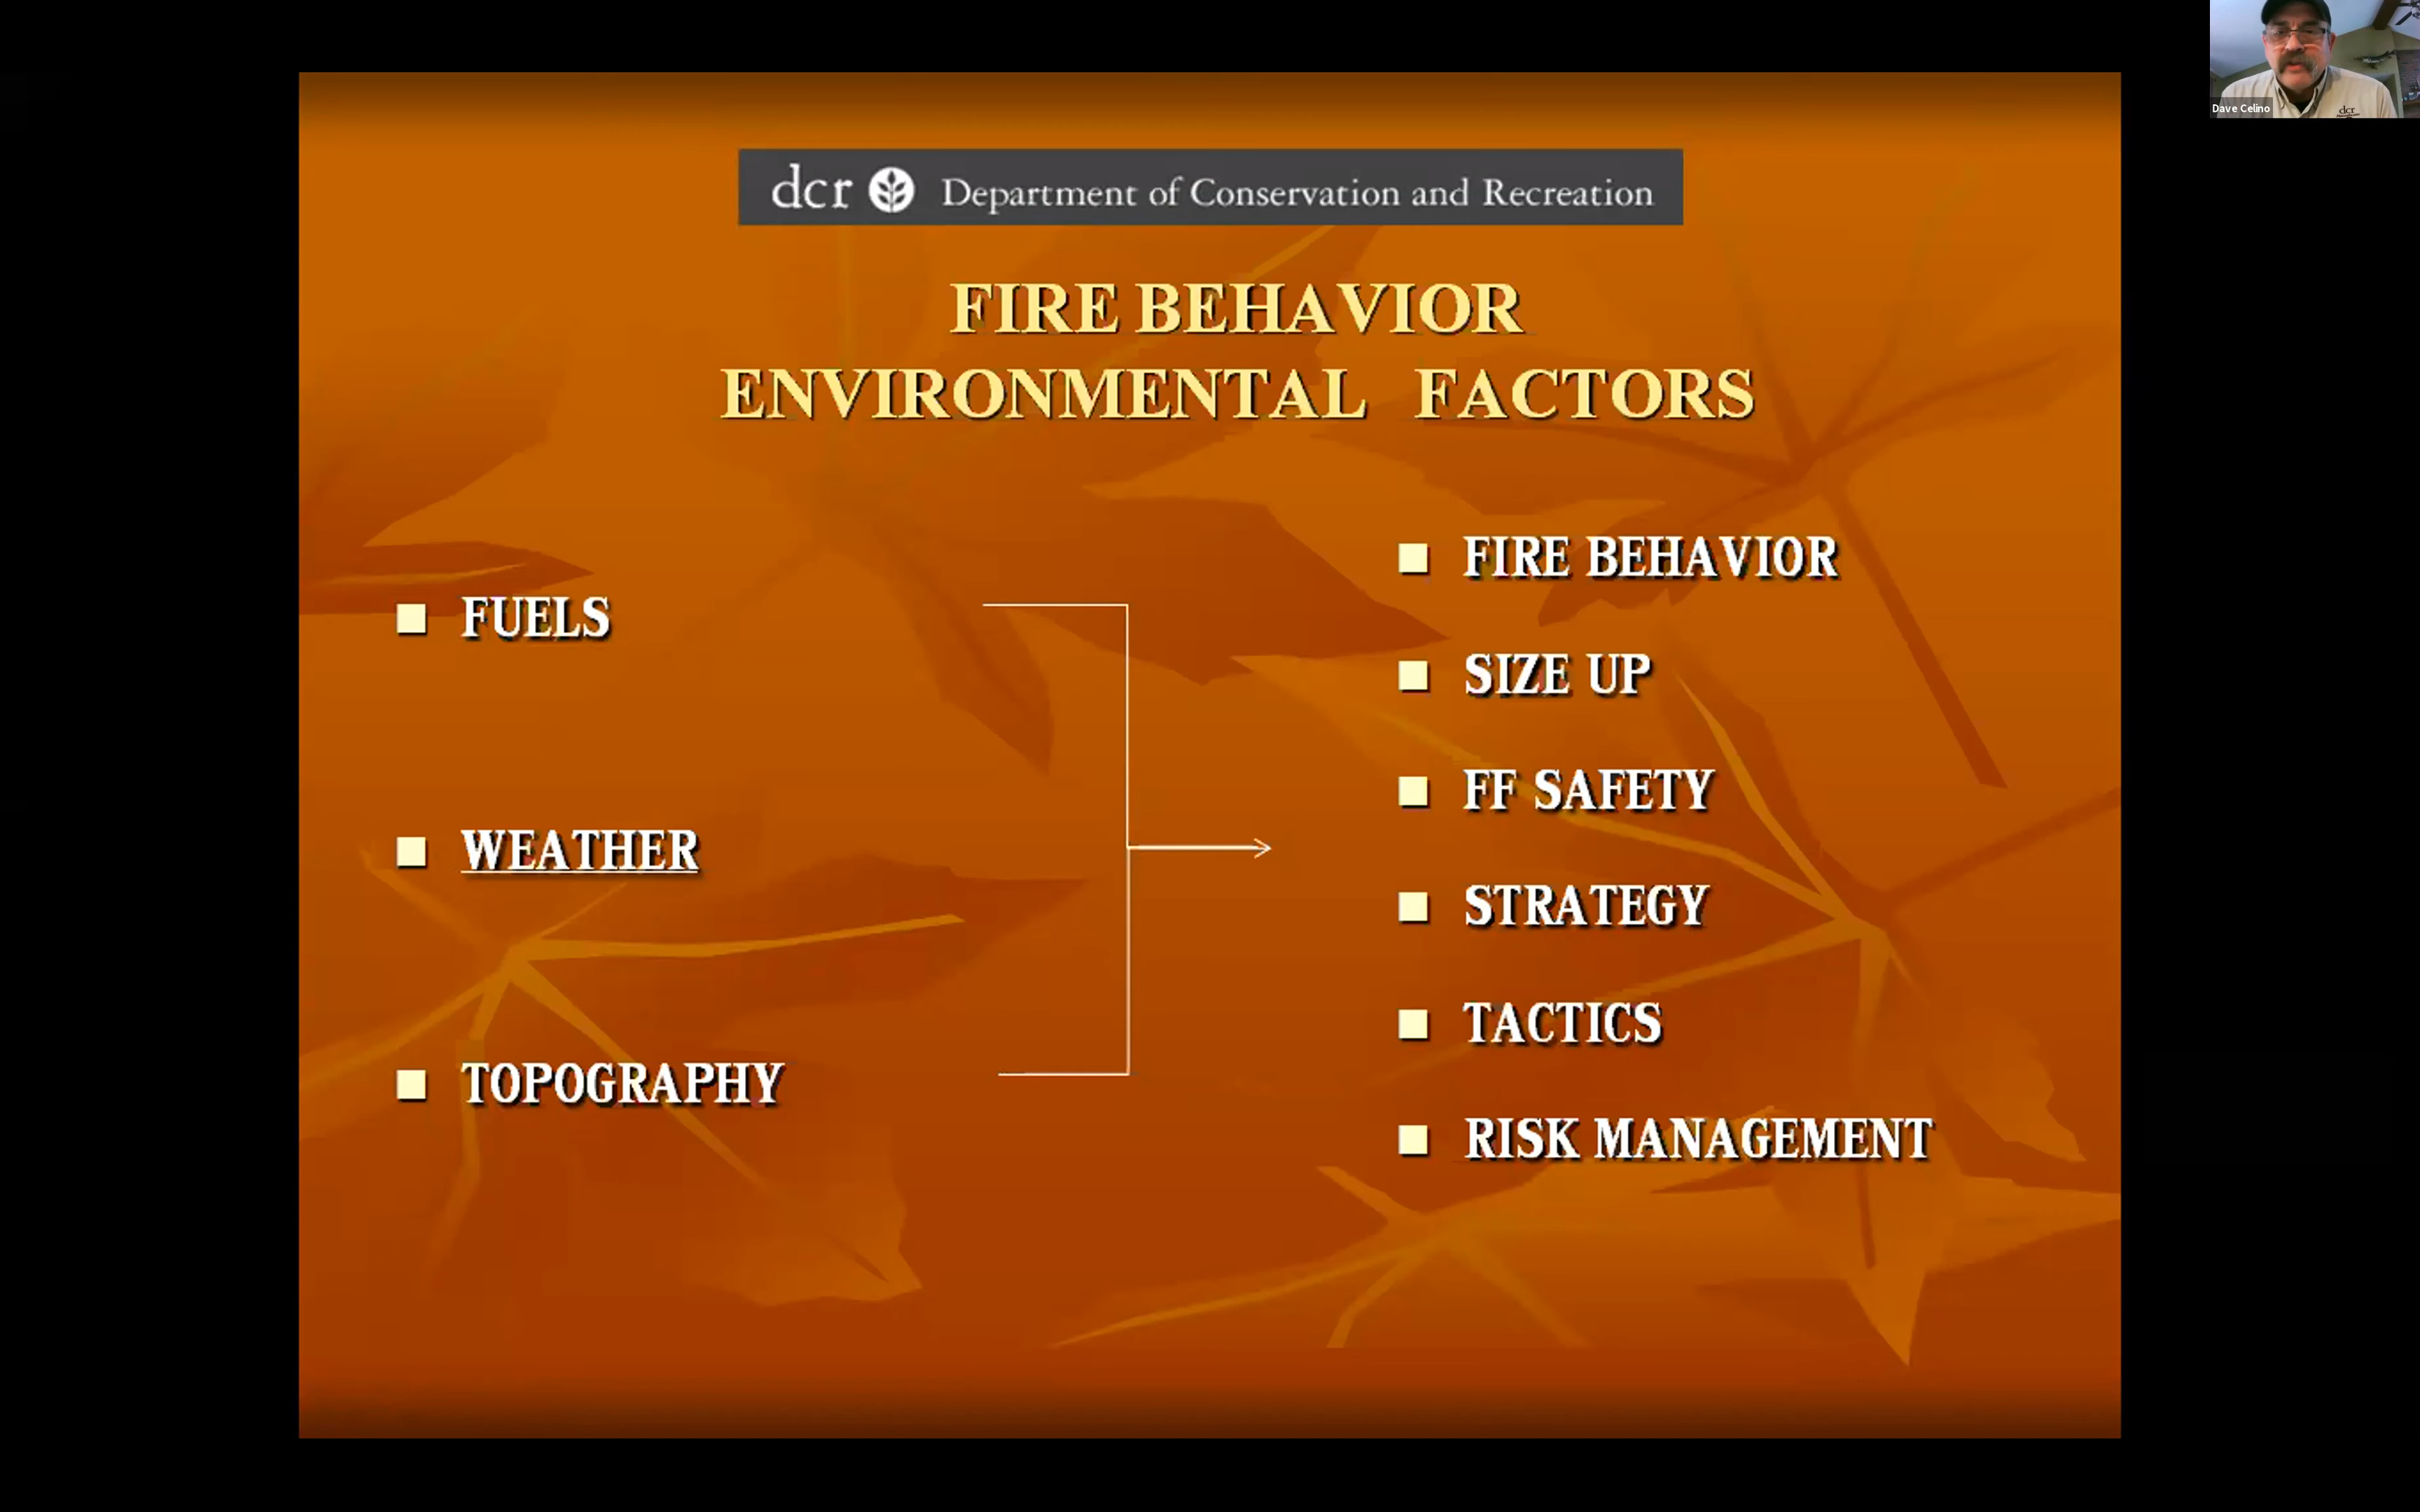 dcr Department of Conservation and Recreation
FIRE BEHAVIOR
ENVIRONMENTAL FACTORS
FUELS
WEATHER
TOPOGRAPHY
FIRE BEHAVIOR
SIZE UP
FF SAFETY
STRATEGY
TACTICS
RISK MANAGEMENT
Dave Celino
dcr